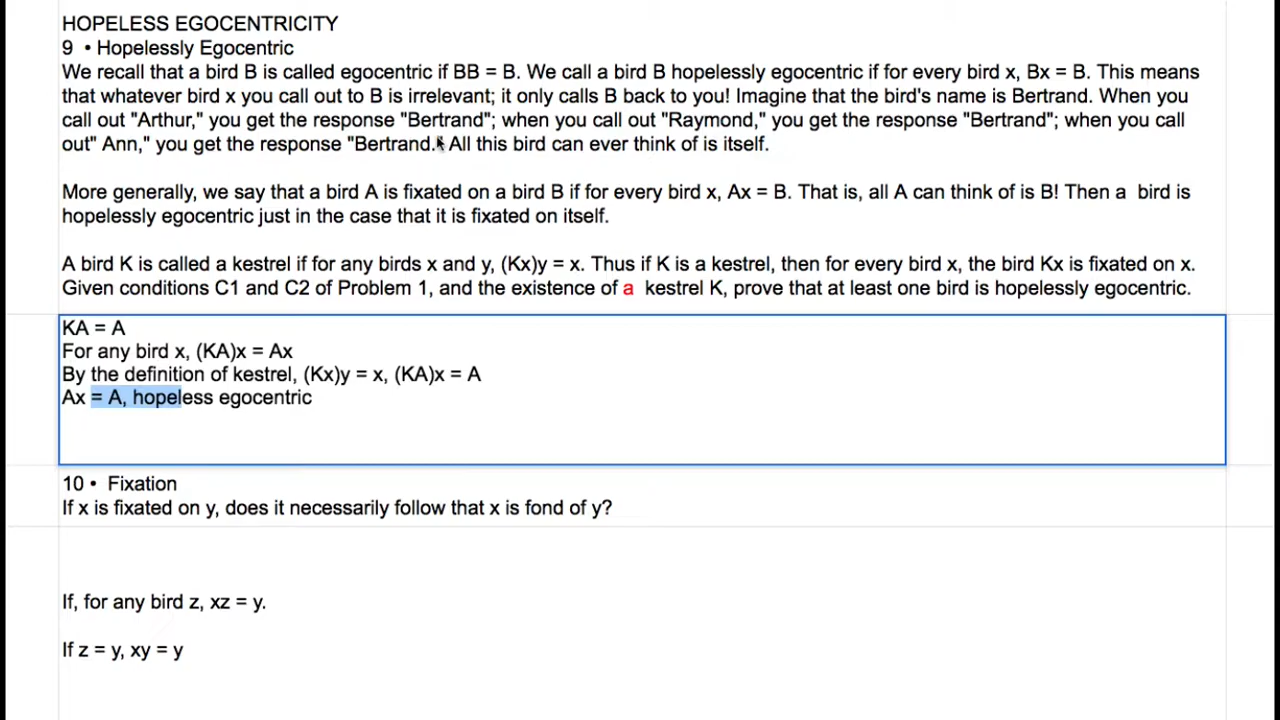 HOPELESS EGOCENTRICITY
9 • Hopelessly Egocentric
We recall that a bird B is called egocentric if BB = B. We call a bird B hopelessly egocentric if for every bird x, Bx = B. This means
that whatever bird x you call out to B is irrelevant; it only calls B back to you! Imagine that the bird's name is Bertrand. When you
call out "Arthur," you get the response "Bertrand"; when you call out "Raymond," you get the response "Bertrand"; when you call
out" Ann," you get the response "Bertrand." All this bird can ever think of is itself.
More generally, we say that a bird A is fixated on a bird B if for every bird x, Ax = B. That is, all A can think of is B! Then a  bird is
hopelessly egocentric just in the case that it is fixated on itself.
A bird K is called a kestrel if for any birds x and y, (Kx)y = x. Thus if K is a kestrel, then for every bird x, the bird Kx is fixated on x.
Given conditions C1 and C2 of Problem 1, and the existence of a  kestrel K, prove that at least one bird is hopelessly egocentric.
KA = A
For any bird x, (KA)x = Ax
By the definition of kestrel, (Kx)y = x, (KA)x = A
Ax = A, hopeless egocentric
10 •  Fixation
If x is fixated on y, does it necessarily follow that x is fond of y?
If, for any bird z, xz = y.
If z = y, xy = y